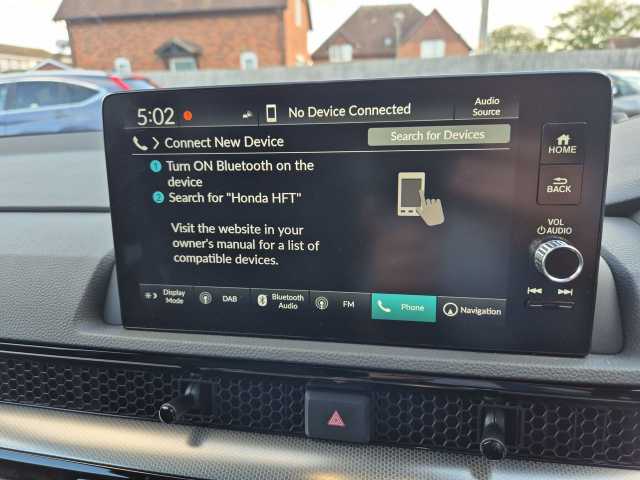 5:02
No Device Connected
Audio
Source
Connect New Device
Search for Devices
1 Turn ON Bluetooth on the
device
2 Search for "Honda HFT"
Visit the website in your
owner's manual for a list of
compatible devices.
Display
Mode
DAB
Bluetooth
Audio
FM
Phone
Navigation
HOME
BACK
VOL
AUDIO